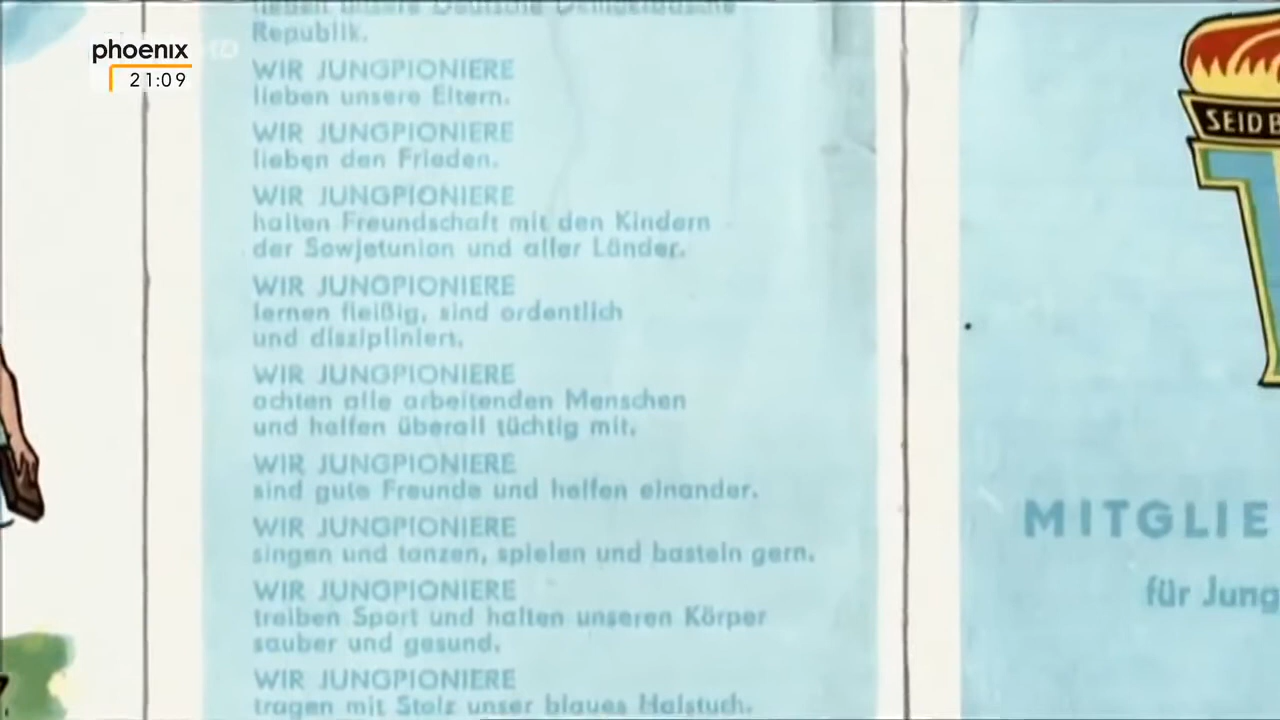 phoenix
21:09
lieben unsere Deutsche Demokratische
Republik.
WIR JUNGPIONIERE
lieben unsere Eltern.
WIR JUNGPIONIERE
lieben den Frieden.
WIR JUNGPIONIERE
halten Freundschaft mit den Kindern
der Sowjetunion und aller Länder.
WIR JUNGPIONIERE
lernen fleißig, sind ordentlich
und diszipliniert.
WIR JUNGPIONIERE
achten alle arbeitenden Menschen
und helfen überall tüchtig mit.
WIR JUNGPIONIERE
sind gute Freunde und helfen einander.
WIR JUNGPIONIERE
singen und tanzen, spielen und basteln gern.
WIR JUNGPIONIERE
treiben Sport und halten unseren Körper
sauber und gesund.
WIR JUNGPIONIERE
tragen mit Stolz unser blaues Halstuch.
SEID B
MITGLIE
für Jung